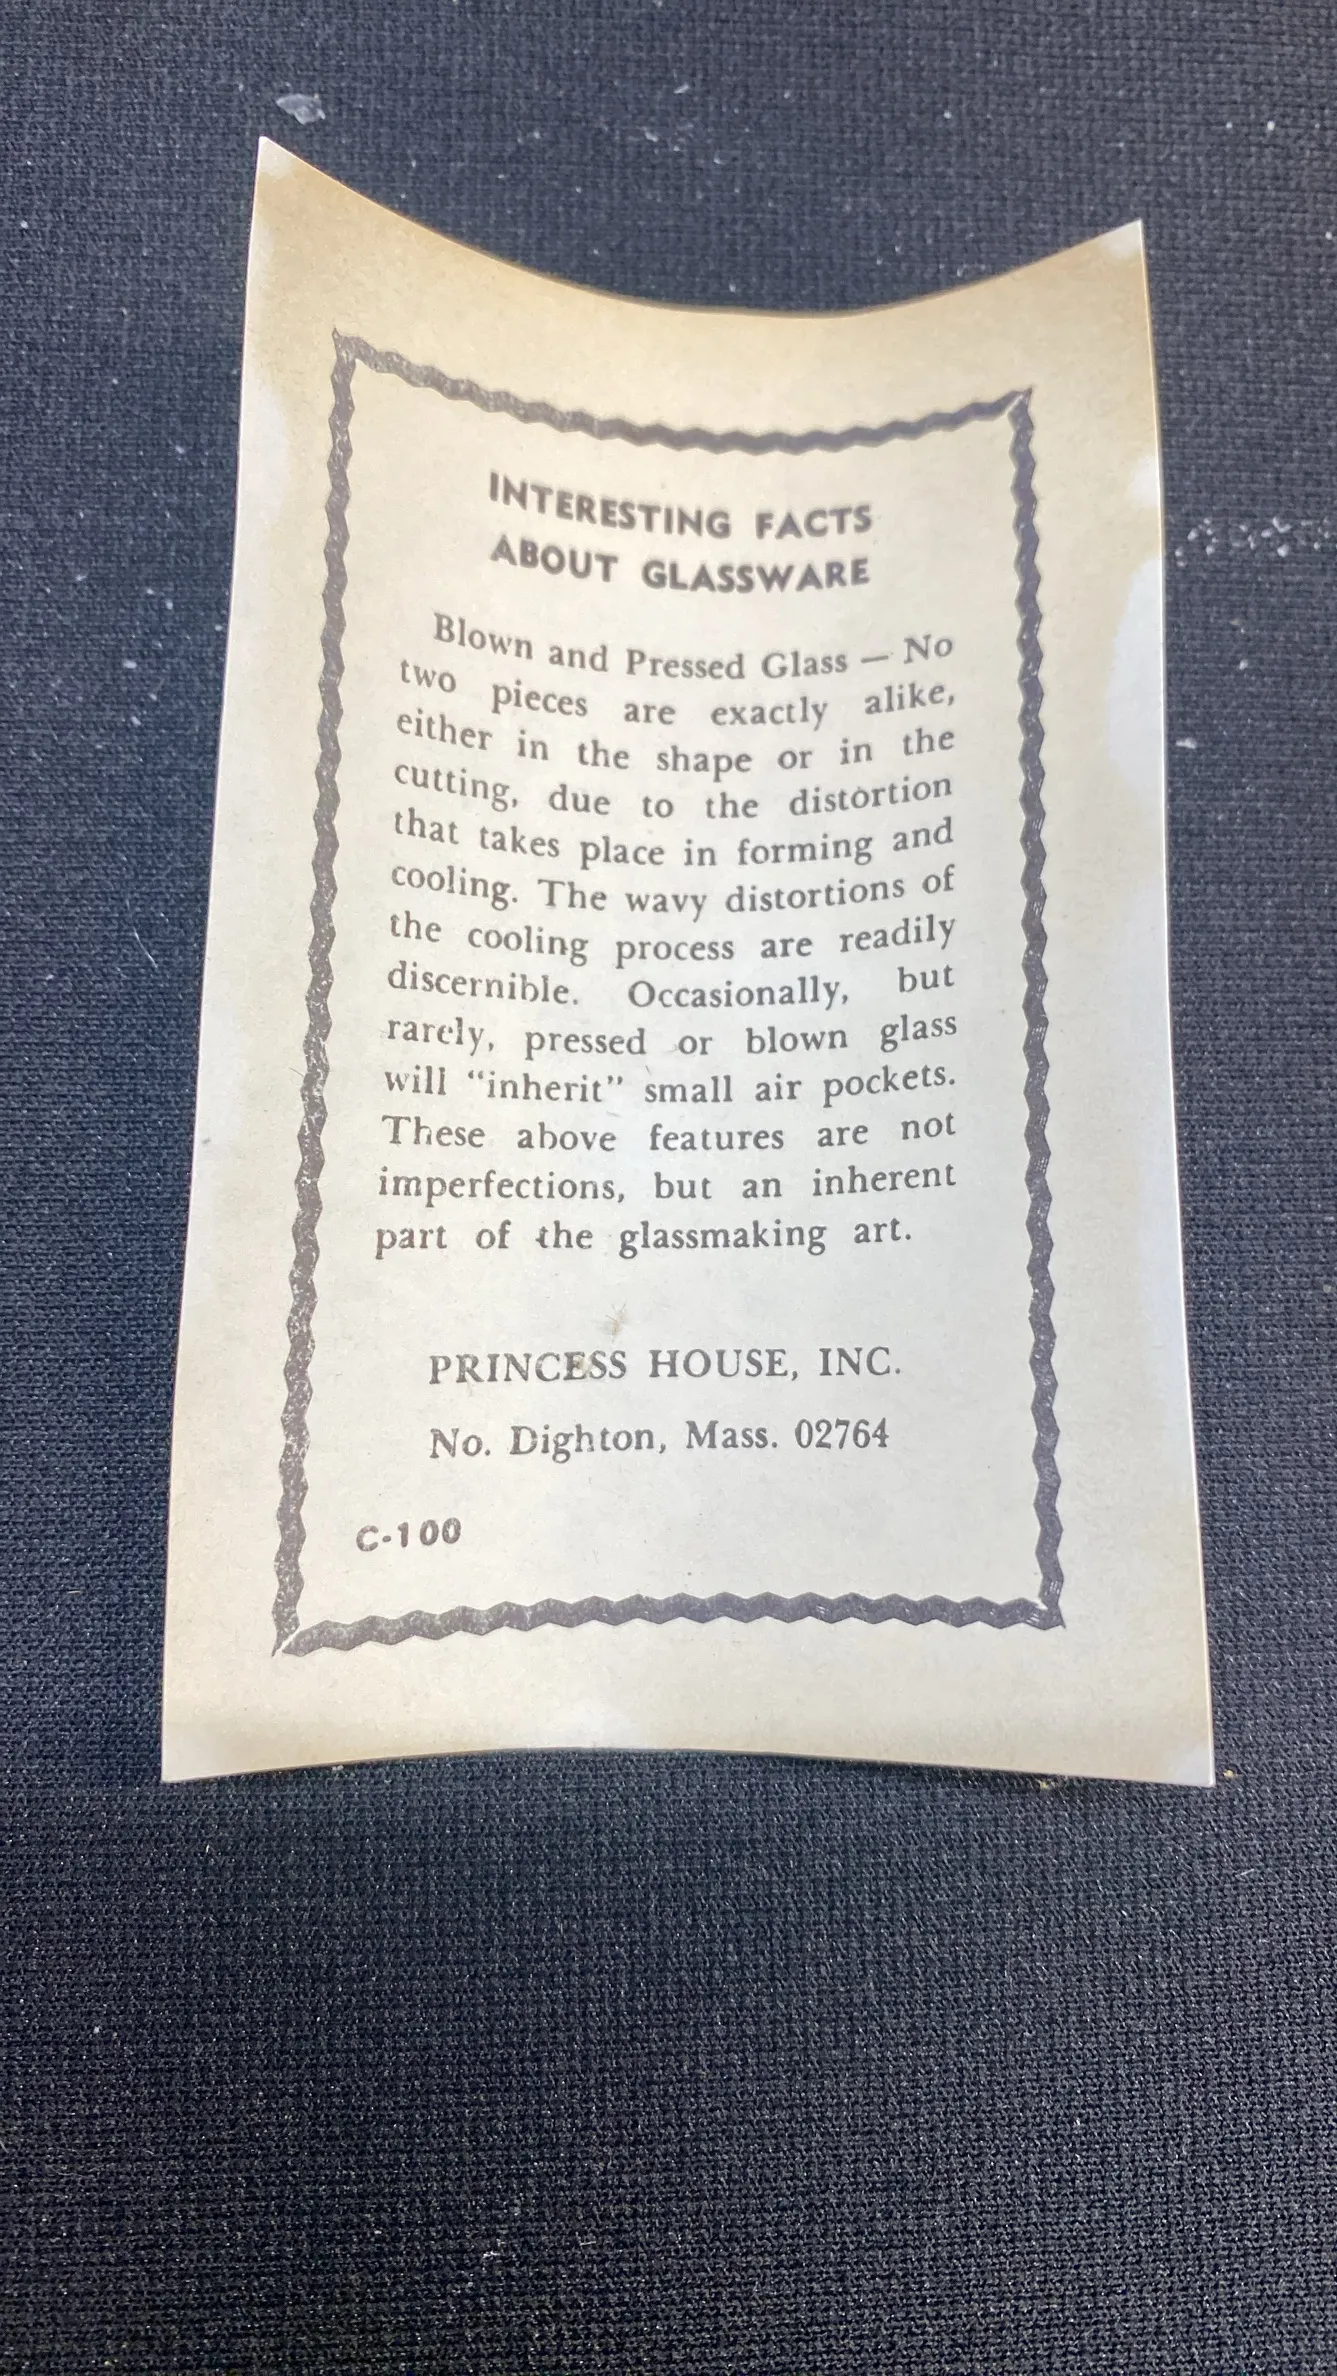 INTERESTING FACTS
ABOUT GLASSWARE
Blown and Pressed Glass — No
two pieces are exactly alike,
either in the shape or in the
cutting, due to the distortion
that takes place in forming and
cooling. The wavy distortions of
the cooling process are readily
discernible. Occasionally, but
rarely, pressed or blown glass
will “inherit” small air pockets.
These above features are not
imperfections, but an inherent
part of the glassmaking art.
PRINCESS HOUSE, INC.
No. Dighton, Mass. 02764
C-100